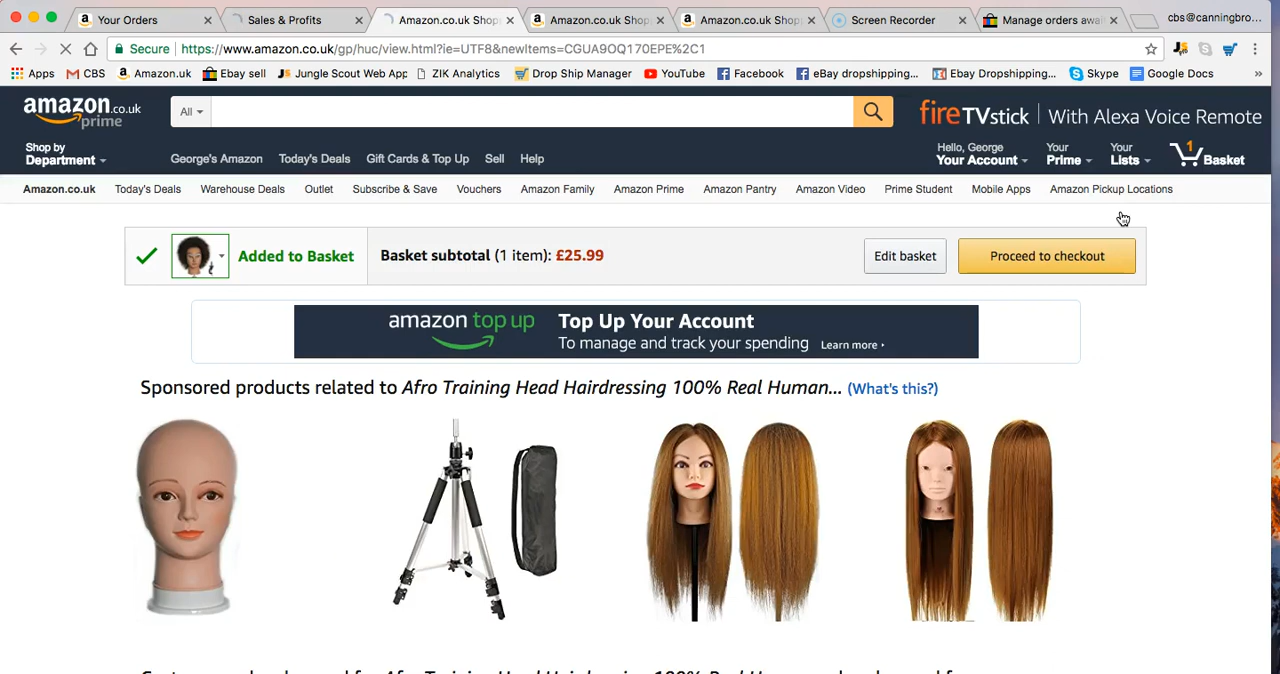 Your Orders
Sales & Profits
Amazon.co.uk Shop
Amazon.co.uk Shop
Amazon.co.uk Shop
Screen Recorder
Manage orders awai
cbs@canningbro...
Secure
https://www.amazon.co.uk/gp/huc/view.html?ie=UTF8&newItems=CGUA9OQ170EPE%2C1
Apps
CBS
Amazon.uk
Ebay sell
Jungle Scout Web App
ZIK Analytics
Drop Ship Manager
YouTube
Facebook
eBay dropshipping...
Ebay Dropshipping...
Skype
Google Docs
»
amazon.co.uk
prime
All
fireTVstick | With Alexa Voice Remote
Shop by
Department
George's Amazon
Today's Deals
Gift Cards & Top Up
Sell
Help
Hello, George
Your Account
Your
Prime
Your
Lists
1
Basket
Amazon.co.uk
Today's Deals
Warehouse Deals
Outlet
Subscribe & Save
Vouchers
Amazon Family
Amazon Prime
Amazon Pantry
Amazon Video
Prime Student
Mobile Apps
Amazon Pickup Locations
Added to Basket
Basket subtotal (1 item): £25.99
Edit basket
Proceed to checkout
amazon top up
Top Up Your Account
To manage and track your spending
Learn more
Sponsored products related to Afro Training Head Hairdressing 100% Real Human... (What's this?)